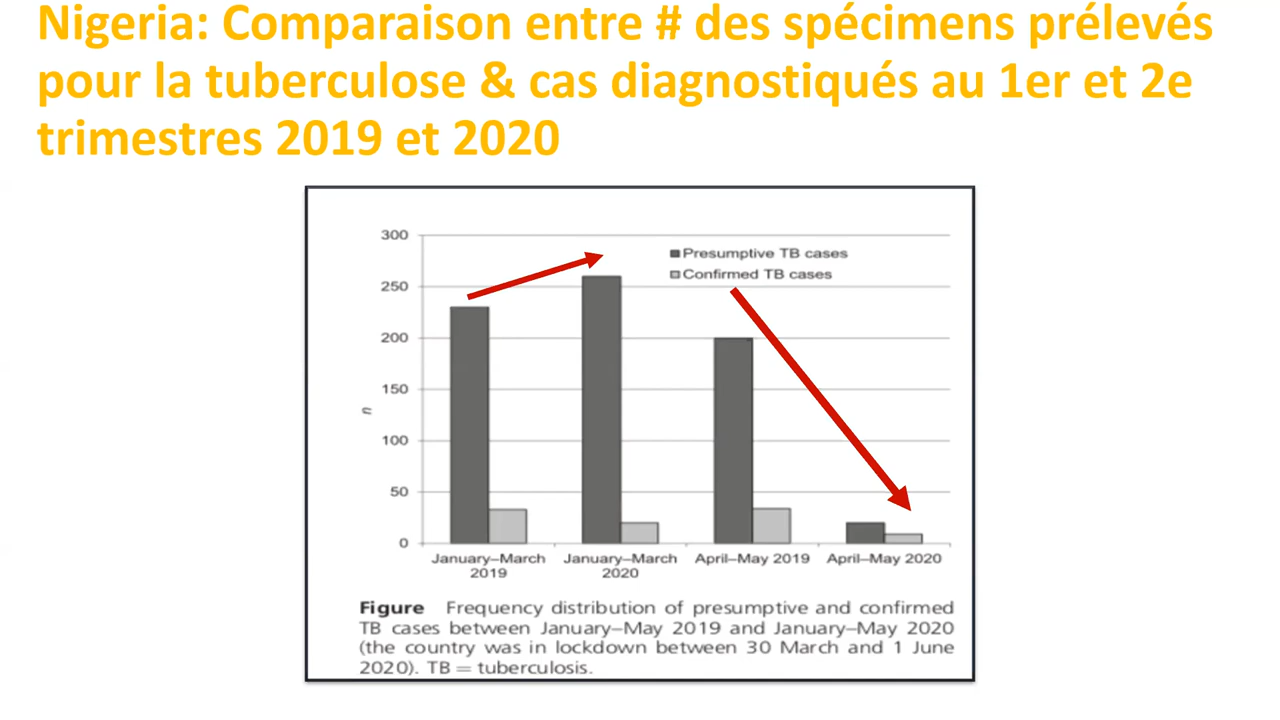 Nigeria: Comparaison entre # des spécimens prélevés
pour la tuberculose & cas diagnostiqués au 1er et 2e
trimestres 2019 et 2020
300
250
200
150
100
50
0
n
Presumptive TB cases
Confirmed TB cases
January–March
2019
January–March
2020
April–May 2019
April–May 2020
Figure Frequency distribution of presumptive and confirmed
TB cases between January–May 2019 and January–May 2020
(the country was in lockdown between 30 March and 1 June
2020). TB = tuberculosis.